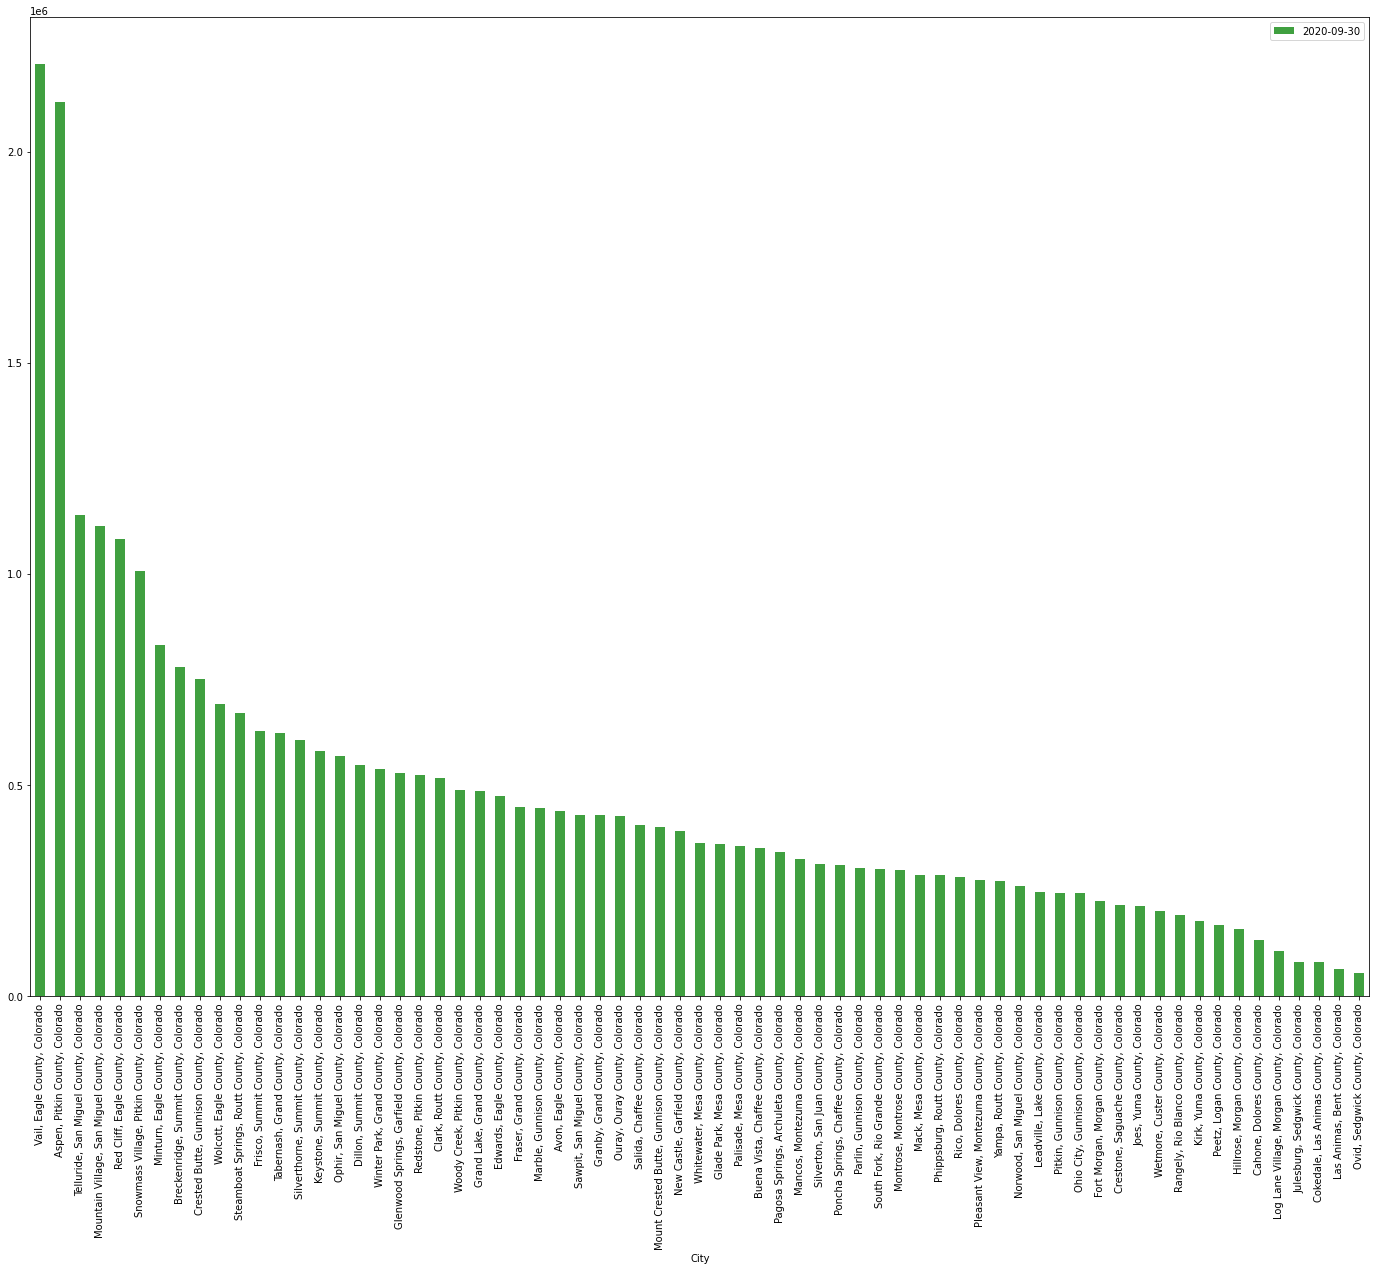 1e6
2020-09-30
2.0
1.5
1.0
0.5
0.0
Vail, Eagle County, Colorado
Aspen, Pitkin County, Colorado
Telluride, San Miguel County, Colorado
Mountain Village, San Miguel County, Colorado
Red Cliff, Eagle County, Colorado
Snowmass Village, Pitkin County, Colorado
Minturn, Eagle County, Colorado
Breckenridge, Summit County, Colorado
Crested Butte, Gunnison County, Colorado
Wolcott, Eagle County, Colorado
Steamboat Springs, Routt County, Colorado
Frisco, Summit County, Colorado
Tabernash, Grand County, Colorado
Silverthorne, Summit County, Colorado
Keystone, Summit County, Colorado
Ophir, San Miguel County, Colorado
Dillon, Summit County, Colorado
Winter Park, Grand County, Colorado
Glenwood Springs, Garfield County, Colorado
Redstone, Pitkin County, Colorado
Clark, Routt County, Colorado
Woody Creek, Pitkin County, Colorado
Grand Lake, Grand County, Colorado
Edwards, Eagle County, Colorado
Fraser, Grand County, Colorado
Marble, Gunnison County, Colorado
Avon, Eagle County, Colorado
Sawpit, San Miguel County, Colorado
Granby, Grand County, Colorado
Ouray, Ouray County, Colorado
Salida, Chaffee County, Colorado
Mount Crested Butte, Gunnison County, Colorado
New Castle, Garfield County, Colorado
Whitewater, Mesa County, Colorado
Glade Park, Mesa County, Colorado
Palisade, Mesa County, Colorado
Buena Vista, Chaffee County, Colorado
Pagosa Springs, Archuleta County, Colorado
Mancos, Montezuma County, Colorado
Silverton, San Juan County, Colorado
Poncha Springs, Chaffee County, Colorado
Parlin, Gunnison County, Colorado
South Fork, Rio Grande County, Colorado
Montrose, Montrose County, Colorado
Mack, Mesa County, Colorado
Phippsburg, Routt County, Colorado
Rico, Dolores County, Colorado
Pleasant View, Montezuma County, Colorado
Yampa, Routt County, Colorado
Norwood, San Miguel County, Colorado
Leadville, Lake County, Colorado
Pitkin, Gunnison County, Colorado
Ohio City, Gunnison County, Colorado
Fort Morgan, Morgan County, Colorado
Crestone, Saguache County, Colorado
Joes, Yuma County, Colorado
Wetmore, Custer County, Colorado
Rangely, Rio Blanco County, Colorado
Kirk, Yuma County, Colorado
Peetz, Logan County, Colorado
Hillrose, Morgan County, Colorado
Cahone, Dolores County, Colorado
Log Lane Village, Morgan County, Colorado
Julesburg, Sedgwick County, Colorado
Cokedale, Las Animas County, Colorado
Las Animas, Bent County, Colorado
Ovid, Sedgwick County, Colorado
City